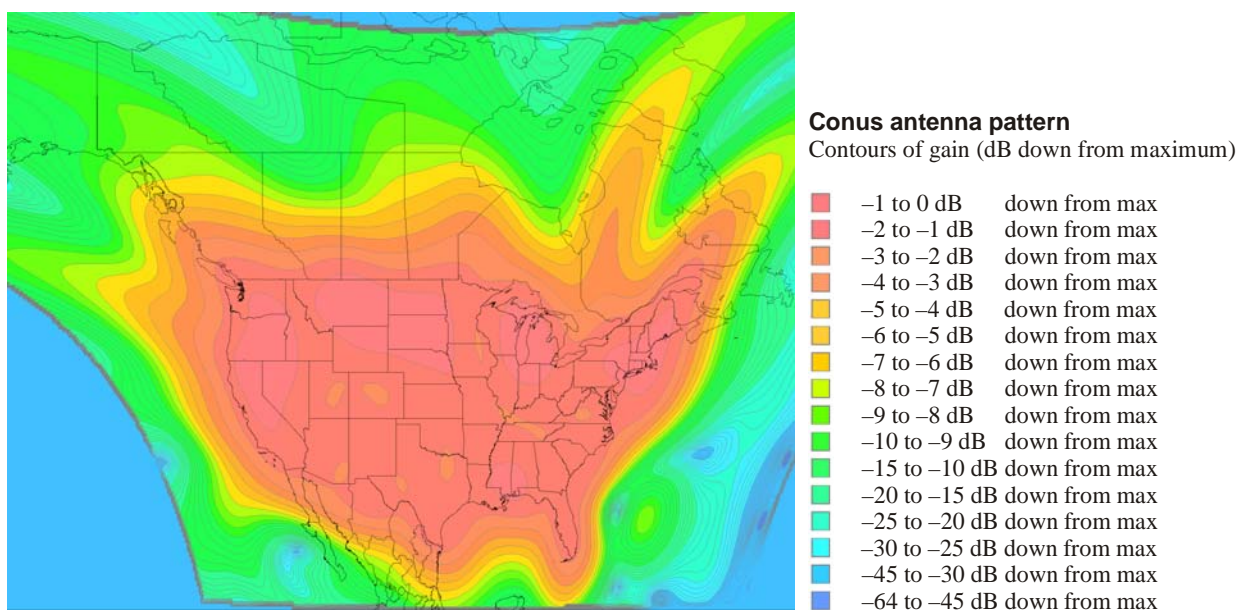 Conus antenna pattern
Contours of gain (dB down from maximum)
–1 to 0 dB down from max
–2 to –1 dB down from max
–3 to –2 dB down from max
–4 to –3 dB down from max
–5 to –4 dB down from max
–6 to –5 dB down from max
–7 to –6 dB down from max
–8 to –7 dB down from max
–9 to –8 dB down from max
–10 to –9 dB down from max
–15 to –10 dB down from max
–20 to –15 dB down from max
–25 to –20 dB down from max
–30 to –25 dB down from max
–45 to –30 dB down from max
–64 to –45 dB down from max